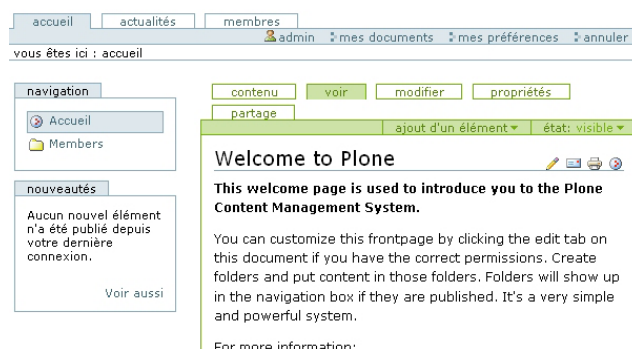 accueil actualités membres
admin mes documents mes préférences annuler
vous êtes ici : accueil
navigation
Accueil
Members
nouveautés
Aucun nouvel élément
n'a été publié depuis
votre dernière
connexion.
Voir aussi
contenu voir modifier propriétés
partage
ajout d'un élément état: visible
Welcome to Plone
This welcome page is used to introduce you to the Plone
Content Management System.
You can customize this frontpage by clicking the edit tab on
this document if you have the correct permissions. Create
folders and put content in those folders. Folders will show up
in the navigation box if they are published. It's a very simple
and powerful system.
For more information: